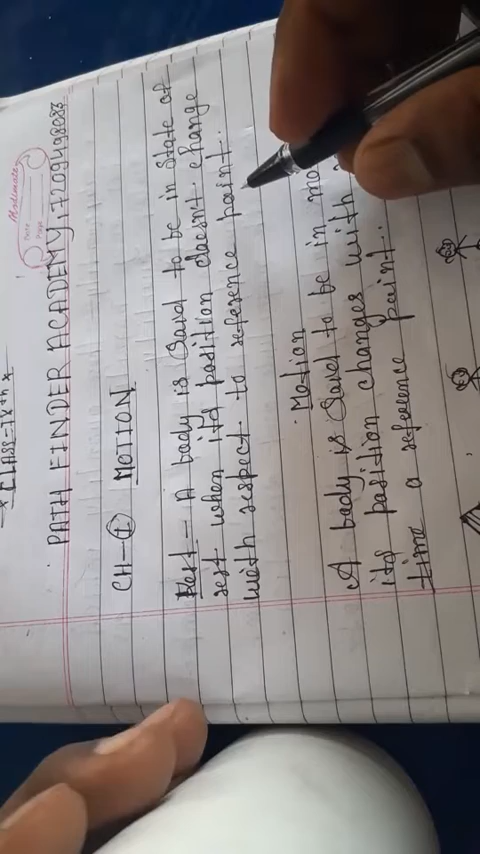 * CLASS-IXth *
PATH FINDER ACADEMY, 7209498083
CH-① MOTION
Rest - A body is Said to be in State of
rest when its position doesn't change
with respect to reference point.
Motion
A body is Said to be in mo
its position changes with
time a reference point.